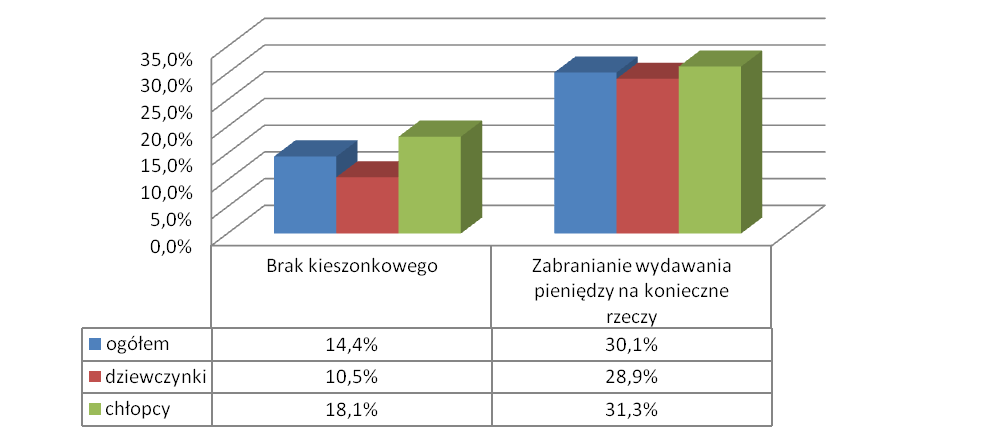 35,0%
30,0%
25,0%
20,0%
15,0%
10,0%
5,0%
0,0%
Brak kieszonkowego
Zabranianie wydawania
pieniędzy na konieczne
rzeczy
ogółem 14,4% 30,1%
dziewczynki 10,5% 28,9%
chłopcy 18,1% 31,3%